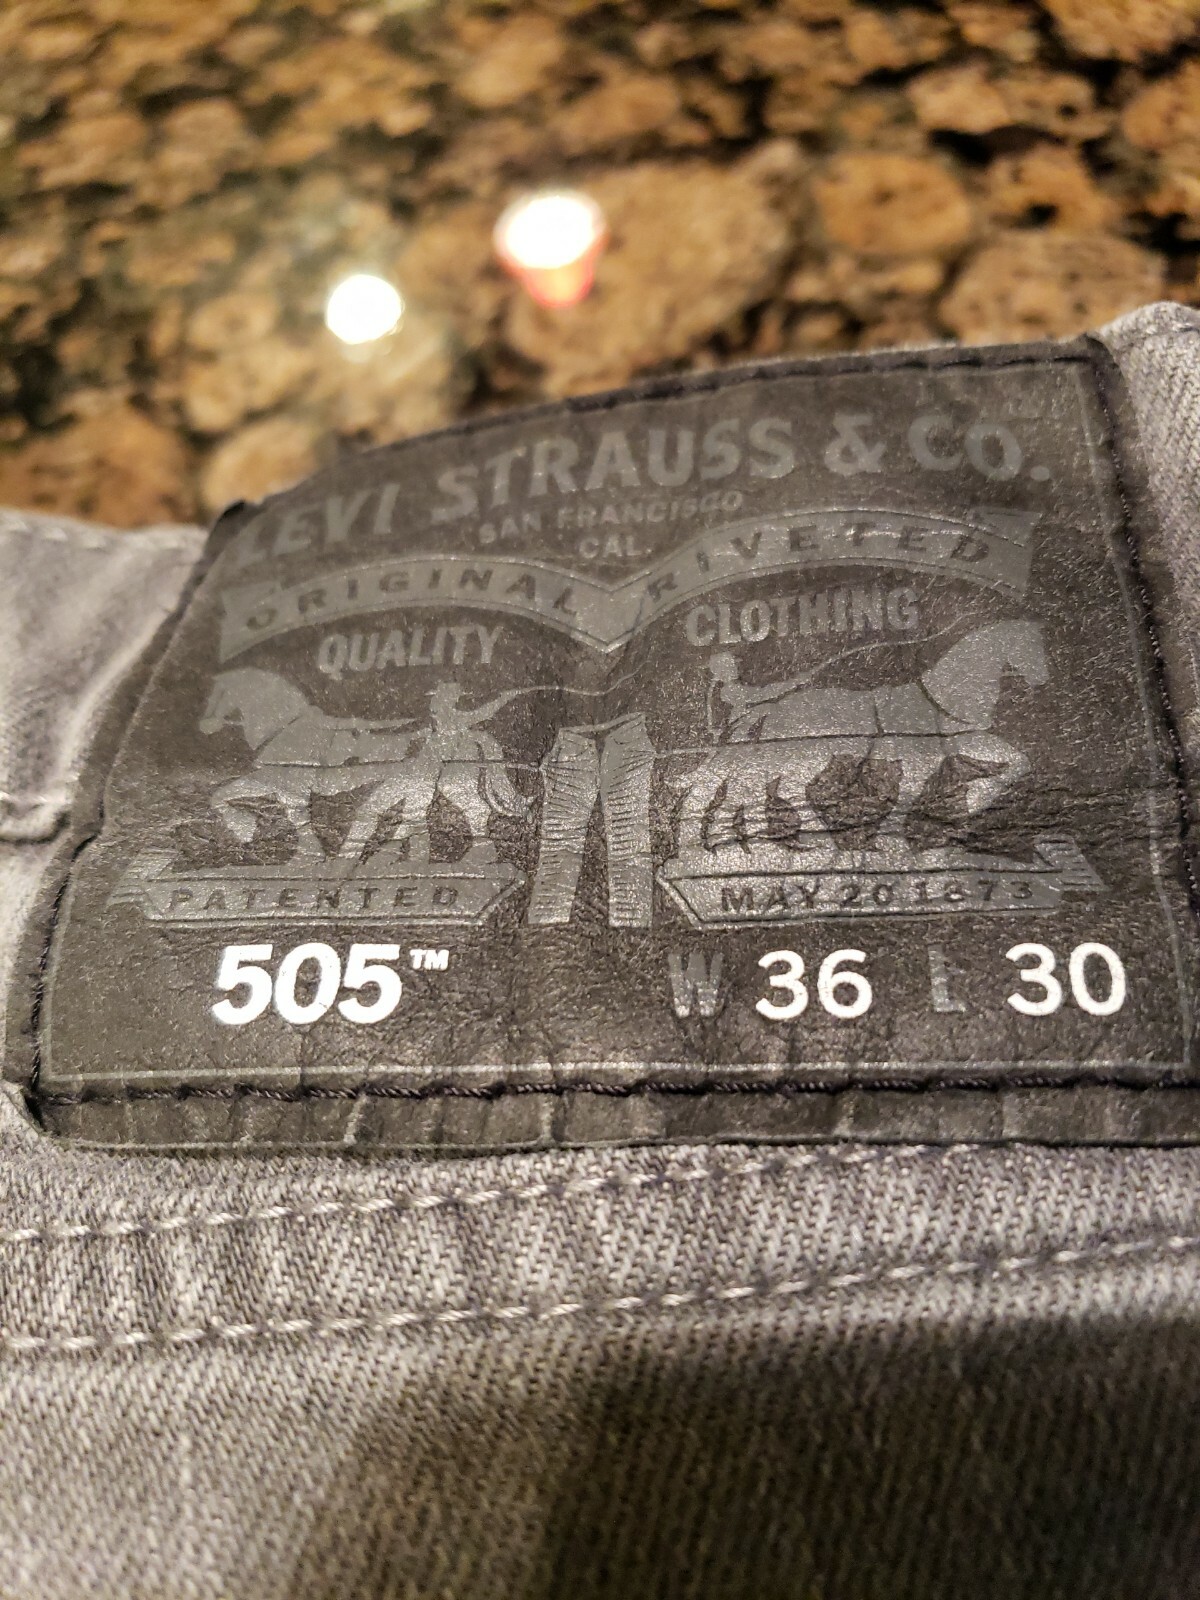 LEVI STRAUSS & CO.
SAN FRANCISCO
CAL.
ORIGINAL RIVETED
QUALITY CLOTHING
PATENTED MAY 20 1873
505™ W 36 L 30